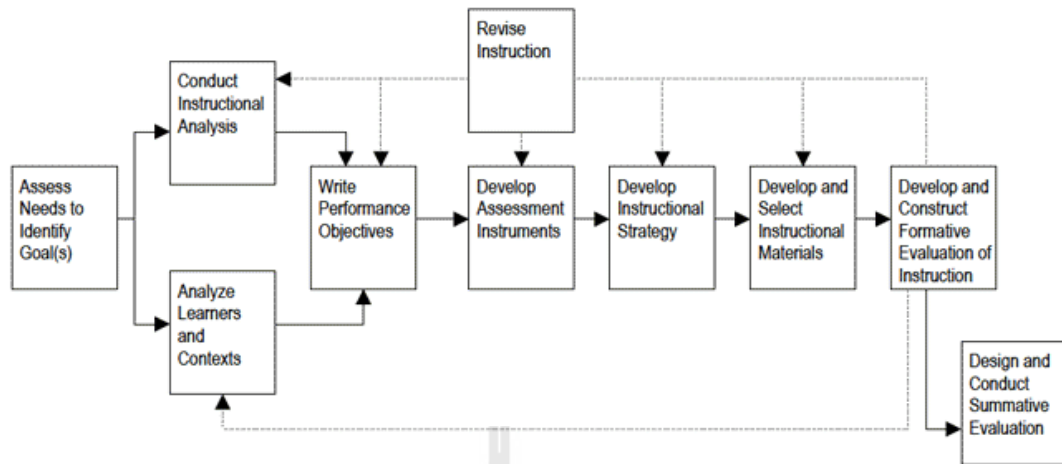 Revise
Instruction
Conduct
Instructional
Analysis
Assess
Needs to
Identify
Goal(s)
Write
Performance
Objectives
Develop
Assessment
Instruments
Develop
Instructional
Strategy
Develop and
Select
Instructional
Materials
Develop and
Construct
Formative
Evaluation of
Instruction
Analyze
Learners
and
Contexts
Design and
Conduct
Summative
Evaluation